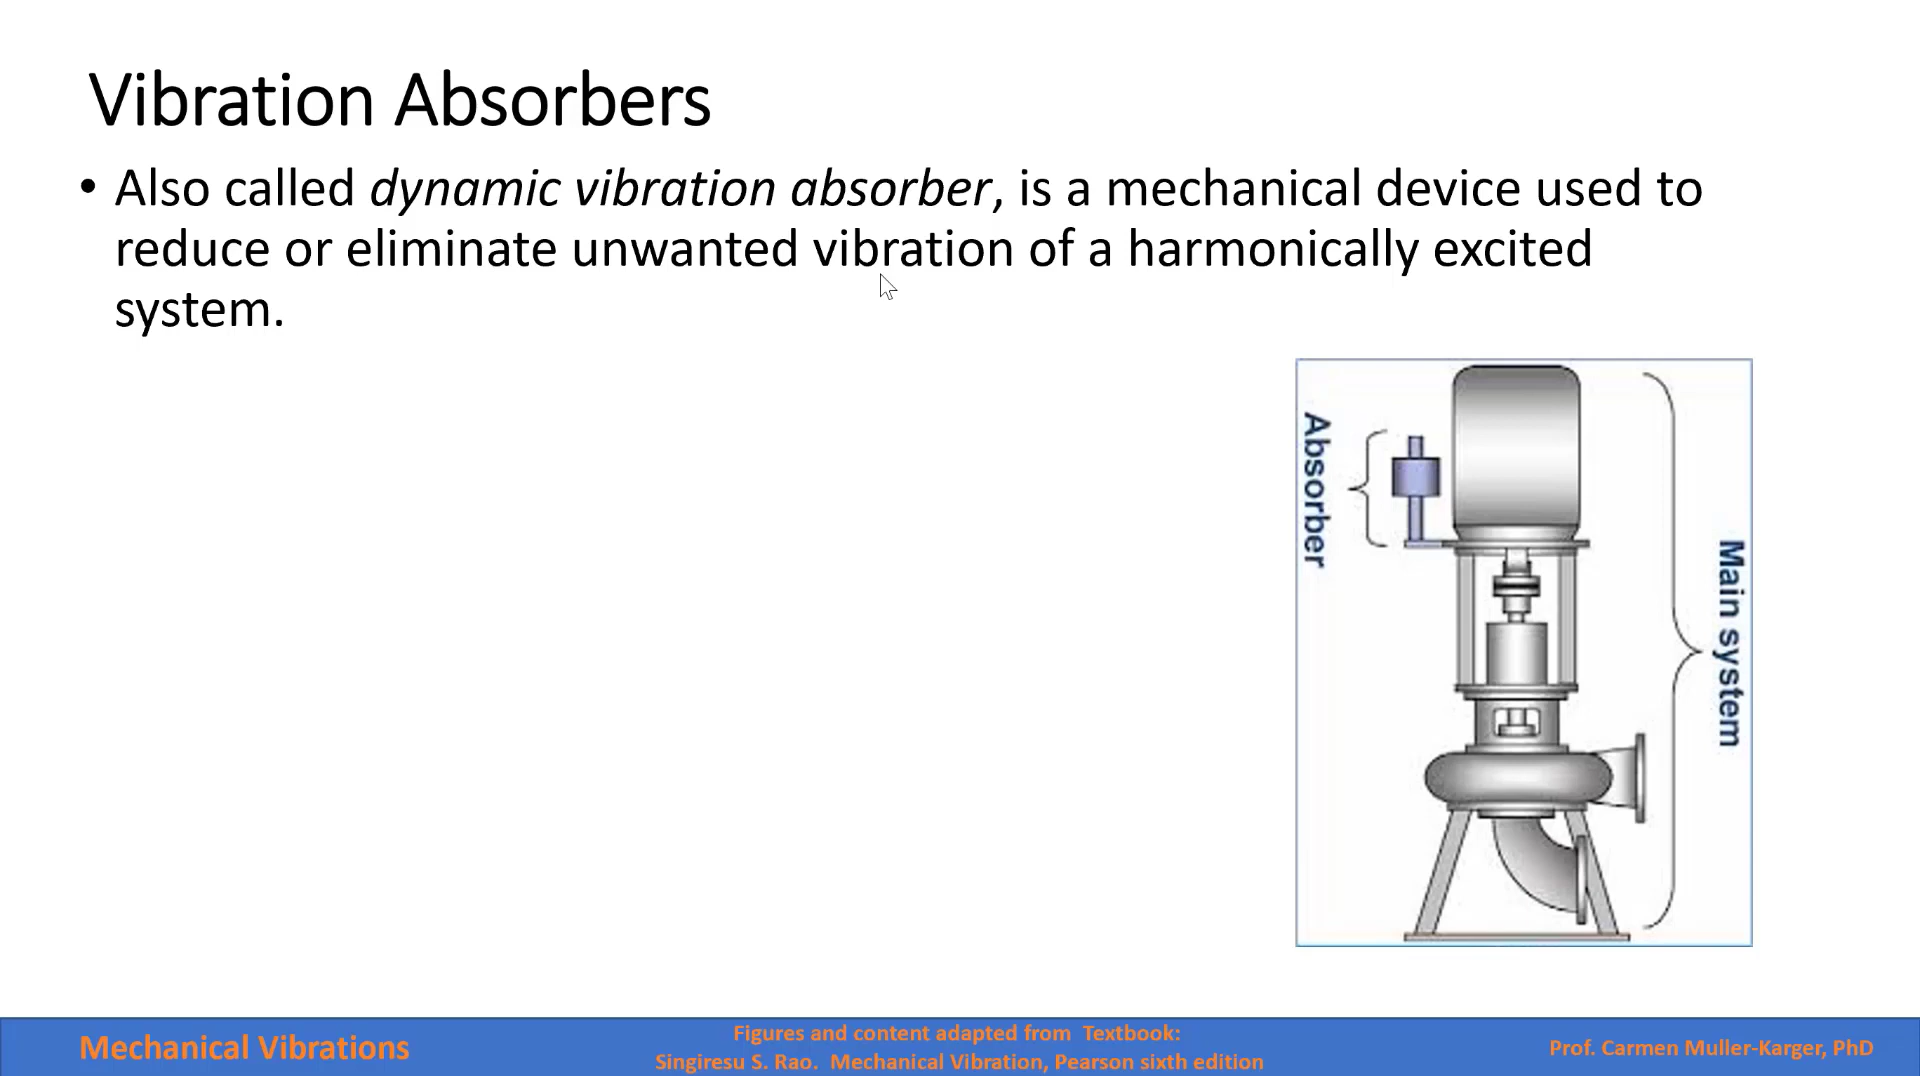 Vibration Absorbers
• Also called dynamic vibration absorber, is a mechanical device used to
reduce or eliminate unwanted vibration of a harmonically excited
system.
Absorber
Main system
Mechanical Vibrations
Figures and content adapted from Textbook:
Singiresu S. Rao. Mechanical Vibration, Pearson sixth edition
Prof. Carmen Muller-Karger, PhD